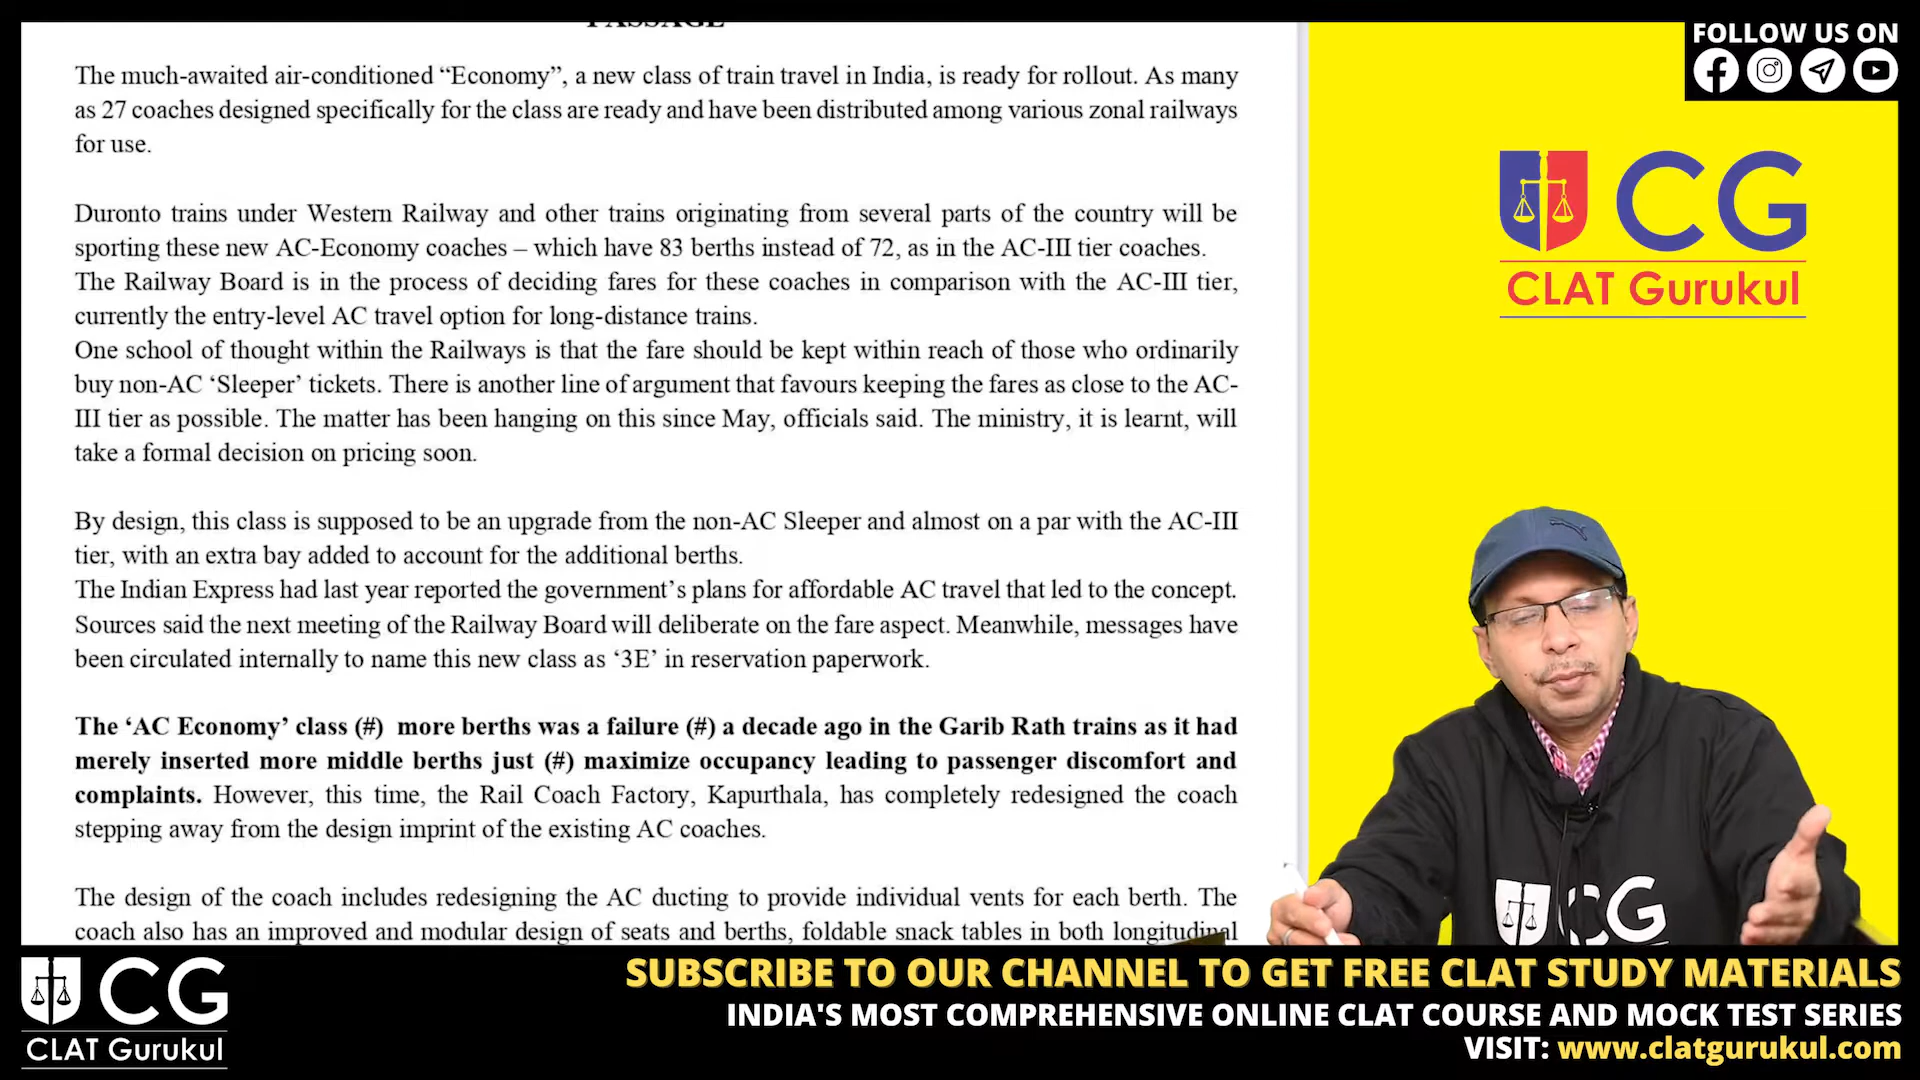 PASSAGE
FOLLOW US ON
The much-awaited air-conditioned “Economy”, a new class of train travel in India, is ready for rollout. As many
as 27 coaches designed specifically for the class are ready and have been distributed among various zonal railways
for use.
Duronto trains under Western Railway and other trains originating from several parts of the country will be
sporting these new AC-Economy coaches – which have 83 berths instead of 72, as in the AC-III tier coaches.
The Railway Board is in the process of deciding fares for these coaches in comparison with the AC-III tier,
currently the entry-level AC travel option for long-distance trains.
One school of thought within the Railways is that the fare should be kept within reach of those who ordinarily
buy non-AC ‘Sleeper’ tickets. There is another line of argument that favours keeping the fares as close to the AC-
III tier as possible. The matter has been hanging on this since May, officials said. The ministry, it is learnt, will
take a formal decision on pricing soon.
By design, this class is supposed to be an upgrade from the non-AC Sleeper and almost on a par with the AC-III
tier, with an extra bay added to account for the additional berths.
The Indian Express had last year reported the government’s plans for affordable AC travel that led to the concept.
Sources said the next meeting of the Railway Board will deliberate on the fare aspect. Meanwhile, messages have
been circulated internally to name this new class as ‘3E’ in reservation paperwork.
The ‘AC Economy’ class (#) more berths was a failure (#) a decade ago in the Garib Rath trains as it had
merely inserted more middle berths just (#) maximize occupancy leading to passenger discomfort and
complaints. However, this time, the Rail Coach Factory, Kapurthala, has completely redesigned the coach
stepping away from the design imprint of the existing AC coaches.
The design of the coach includes redesigning the AC ducting to provide individual vents for each berth. The
coach also has an improved and modular design of seats and berths, foldable snack tables in both longitudinal
CG
CLAT Gurukul
CG
CG
CLAT Gurukul
SUBSCRIBE TO OUR CHANNEL TO GET FREE CLAT STUDY MATERIALS
INDIA'S MOST COMPREHENSIVE ONLINE CLAT COURSE AND MOCK TEST SERIES
VISIT: www.clatgurukul.com